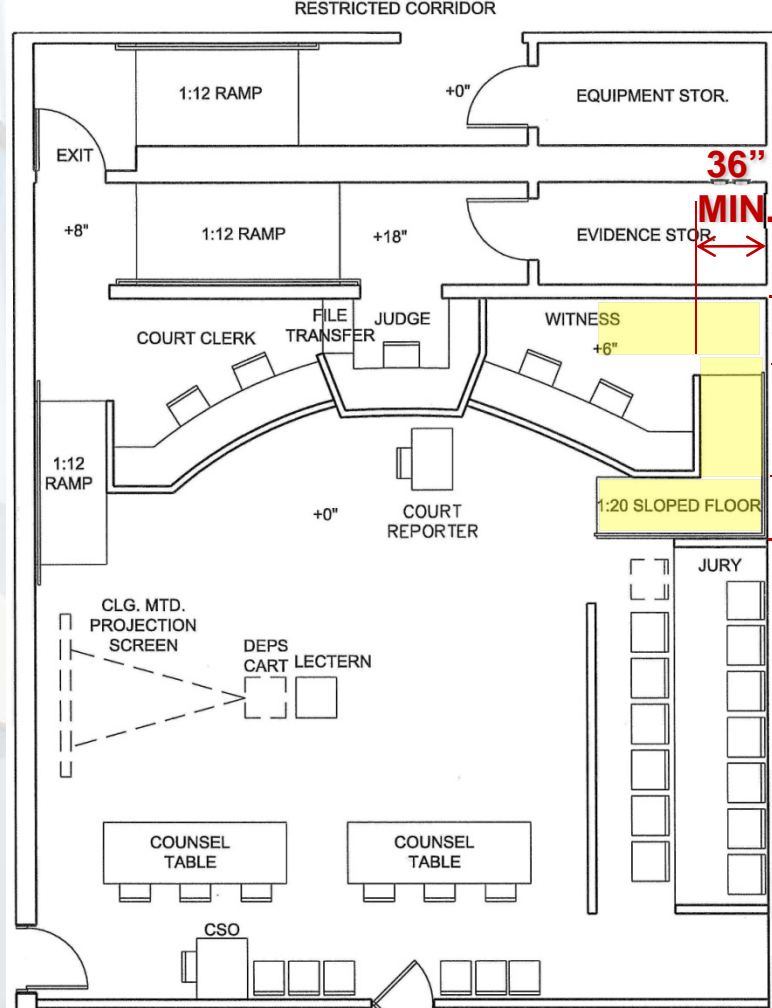 RESTRICTED CORRIDOR
1:12 RAMP
+0"
EQUIPMENT STOR.
EXIT
36”
MIN.
+8"
1:12 RAMP
+18"
EVIDENCE STOR.
COURT CLERK
FILE
TRANSFER
JUDGE
WITNESS
+6"
1:12
RAMP
+0"
COURT
REPORTER
1:20 SLOPED FLOOR
JURY
CLG. MTD.
PROJECTION
SCREEN
DEPS
CART
LECTERN
COUNSEL
TABLE
COUNSEL
TABLE
CSO